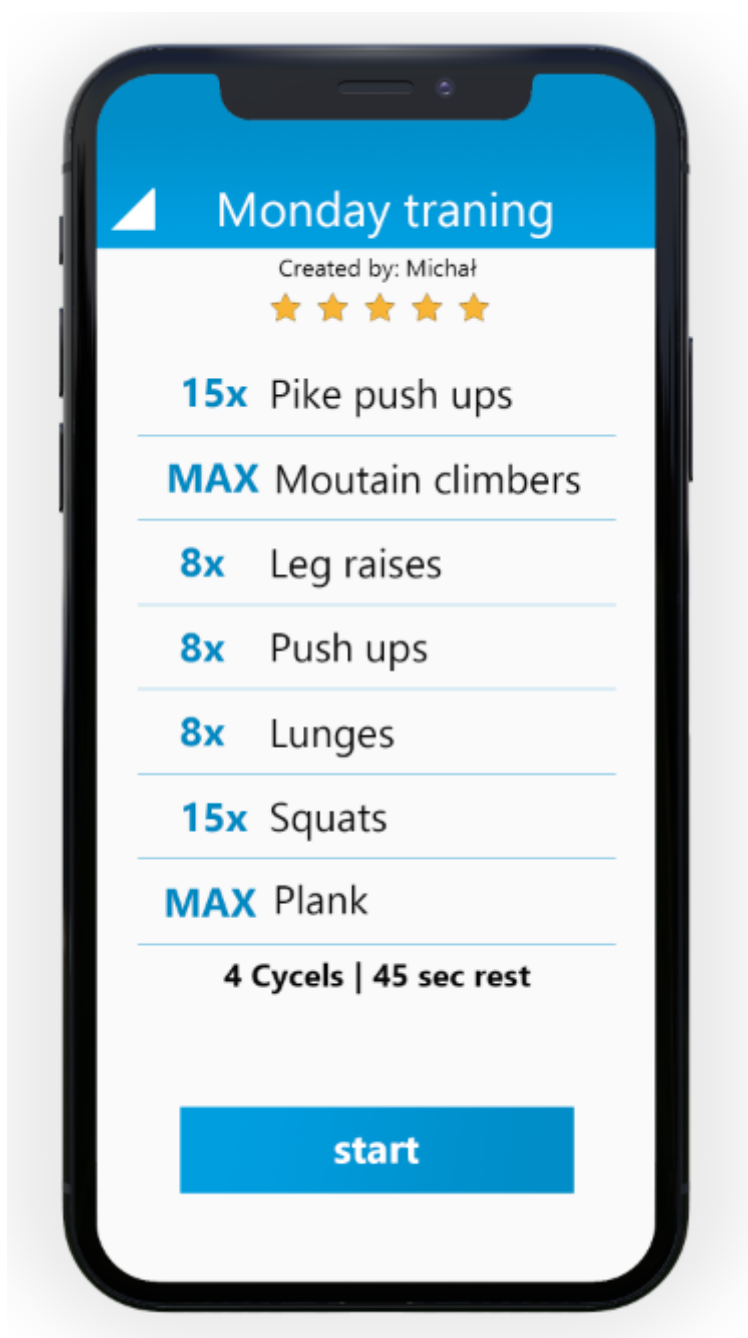 Monday traning
Created by: Michał
15x Pike push ups
MAX Moutain climbers
8x Leg raises
8x Push ups
8x Lunges
15x Squats
MAX Plank
4 Cycels | 45 sec rest
start